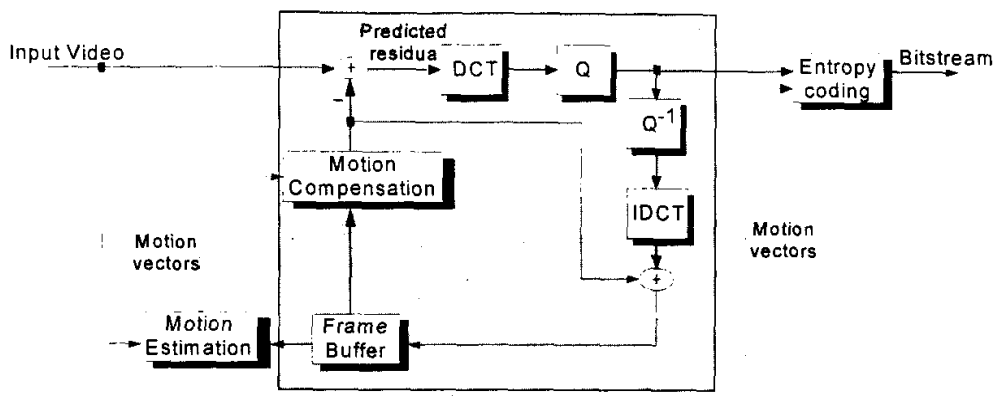 Predicted
residua
Input Video
+
DCT
Q
Entropy
coding
Bitstream
–
Q-1
Motion
Compensation
IDCT
Motion
vectors
Motion
vectors
+
Motion
Estimation
Frame
Buffer